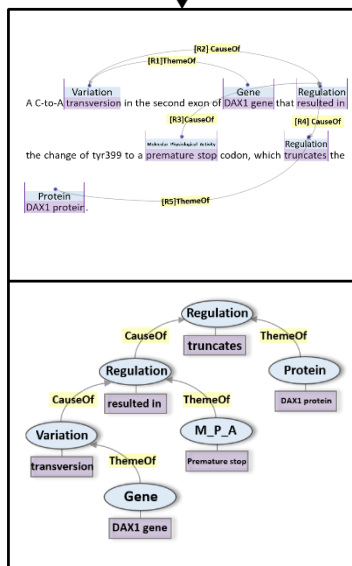 [R2] CauseOf
[R1]ThemeOf
Variation Gene Regulation
A C-to-A transversion in the second exon of DAX1 gene that resulted in
[R3]CauseOf [R4] CauseOf
Molecular Physiological Activity Regulation
the change of tyr399 to a premature stop codon, which truncates the
Protein [R5]ThemeOf
DAX1 protein.
Regulation
CauseOf ThemeOf
truncates
Regulation Protein
resulted in DAX1 protein
CauseOf ThemeOf
Variation M_P_A
transversion ThemeOf Premature stop
Gene
DAX1 gene